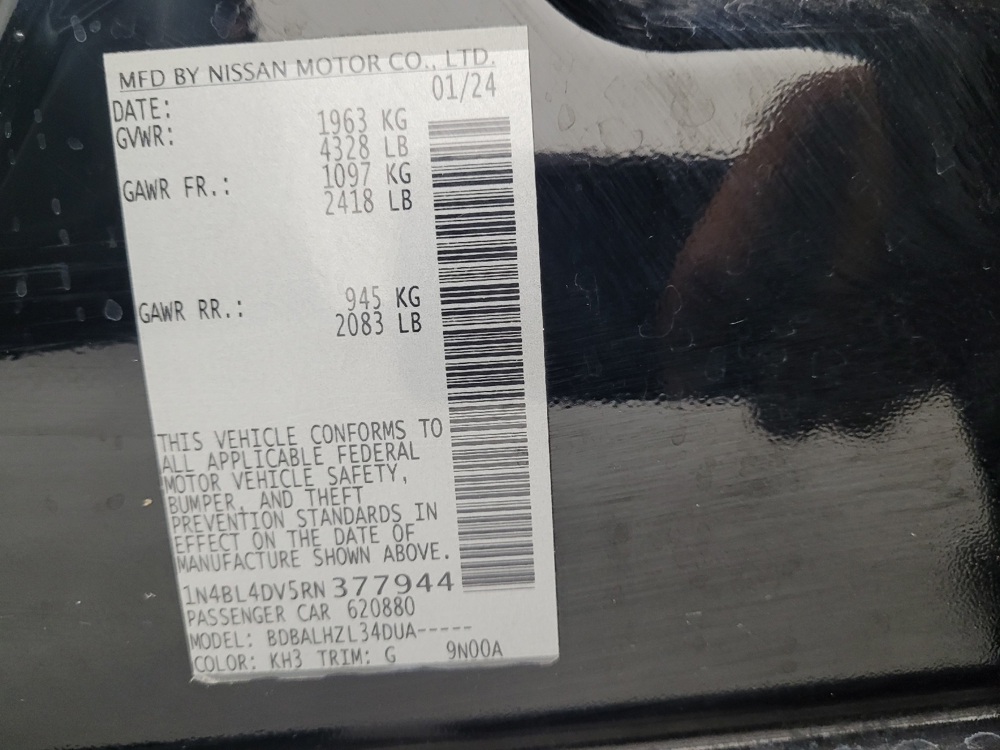 MFD BY NISSAN MOTOR CO., LTD.
DATE: 01/24
GVWR: 1963 KG
4328 LB
GAWR FR.: 1097 KG
2418 LB
GAWR RR.: 945 KG
2083 LB
THIS VEHICLE CONFORMS TO
ALL APPLICABLE FEDERAL
MOTOR VEHICLE SAFETY,
BUMPER, AND THEFT
PREVENTION STANDARDS IN
EFFECT ON THE DATE OF
MANUFACTURE SHOWN ABOVE.
1N4BL4DV5RN377944
PASSENGER CAR 620880
MODEL: BDBALHZL34DUA-----
COLOR: KH3 TRIM: G 9N00A